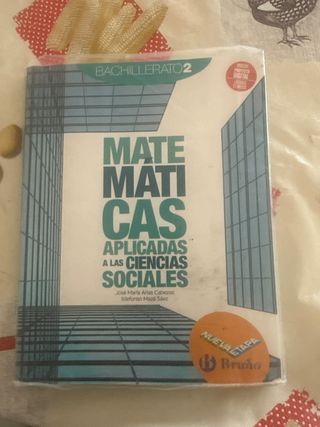 BACHILLERATO 2
MATE
MÁTI
CAS
APLICADAS
A LAS CIENCIAS
SOCIALES
José María Arias Cabezas
Ildefonso Maza Sáez
NUEVA ETAPA
Bruño